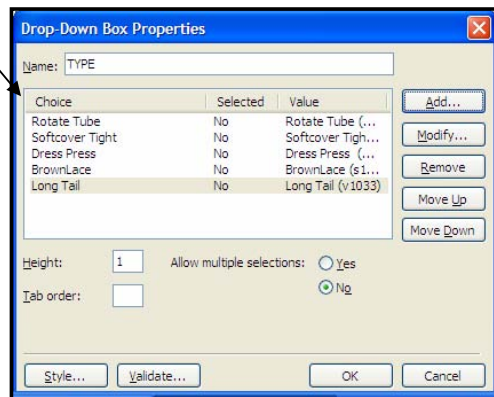 Drop-Down Box Properties
Name: TYPE
Choice Selected Value
Rotate Tube No Rotate Tube (...
Softcover Tight No Softcover Tigh...
Dress Press No Dress Press (...
BrownLace No BrownLace (s1...
Long Tail No Long Tail (v1033)
Add...
Modify...
Remove
Move Up
Move Down
Height: 1 Allow multiple selections: Yes
No
Tab order:
Style... Validate... OK Cancel